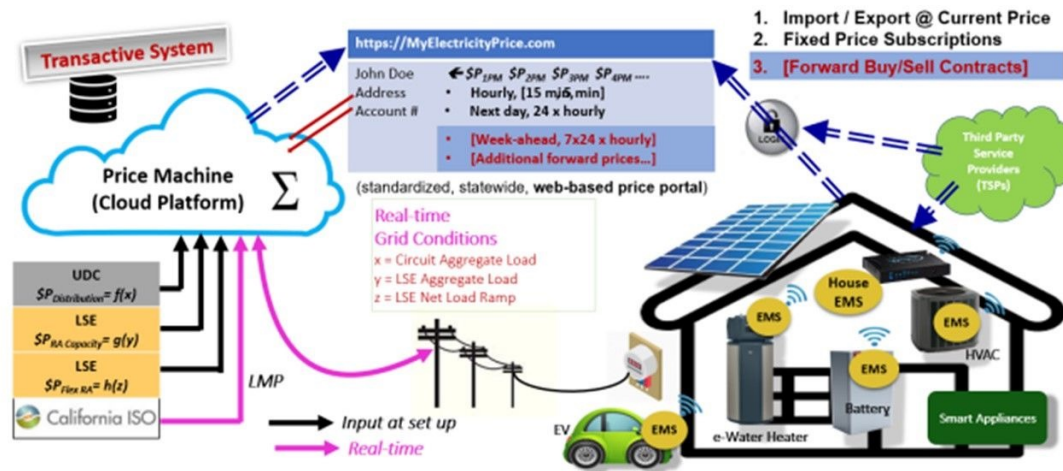 Transactive System
https://MyElectricityPrice.com
John Doe
Address
Account #
←$P1PM $P2PM $P3PM $P4PM ....
• Hourly, [15 min]
• Next day, 24 x hourly
• [Week-ahead, 7x24 x hourly]
• [Additional forward prices...]
(standardized, statewide, web-based price portal)
1. Import / Export @ Current Price
2. Fixed Price Subscriptions
3. [Forward Buy/Sell Contracts]
Price Machine
(Cloud Platform)
Σ
Third Party
Service
Providers
(TSPs)
Real-time
Grid Conditions
x = Circuit Aggregate Load
y = LSE Aggregate Load
z = LSE Net Load Ramp
UDC
$PDistribution= f(x)
LSE
$PRA Capacity= g(y)
LSE
$PFlex RA= h(z)
California ISO
LMP
Input at set up
Real-time
House
EMS
EMS
EMS
HVAC
EMS
Battery
e-Water Heater
Smart Appliances
EV
EMS